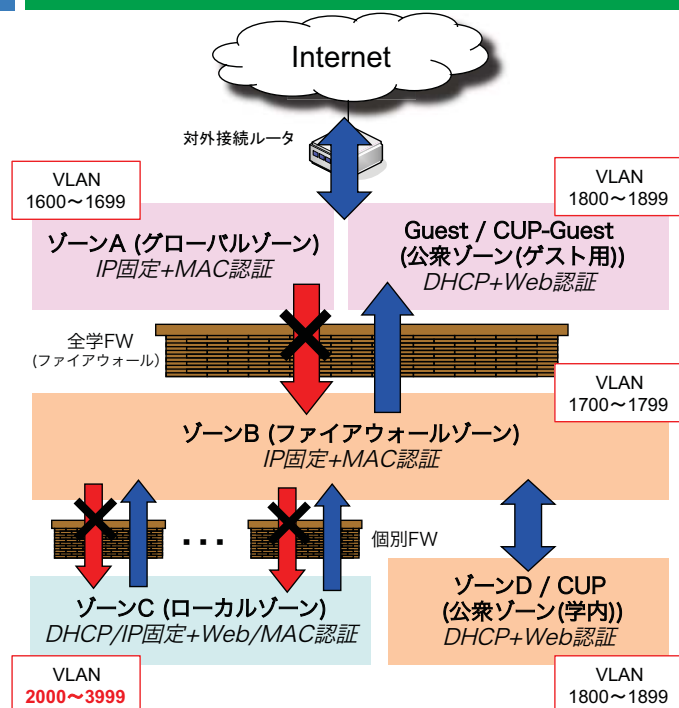 Internet
対外接続ルータ
VLAN
1600～1699
VLAN
1800～1899
ゾーンA (グローバルゾーン)
IP固定+MAC認証
Guest / CUP-Guest
(公衆ゾーン(ゲスト用))
DHCP+Web認証
全学FW
(ファイアウォール)
VLAN
1700～1799
ゾーンB (ファイアウォールゾーン)
IP固定+MAC認証
･･･
個別FW
ゾーンC (ローカルゾーン)
DHCP/IP固定+Web/MAC認証
ゾーンD / CUP
(公衆ゾーン(学内))
DHCP+Web認証
VLAN
2000～3999
VLAN
1800～1899